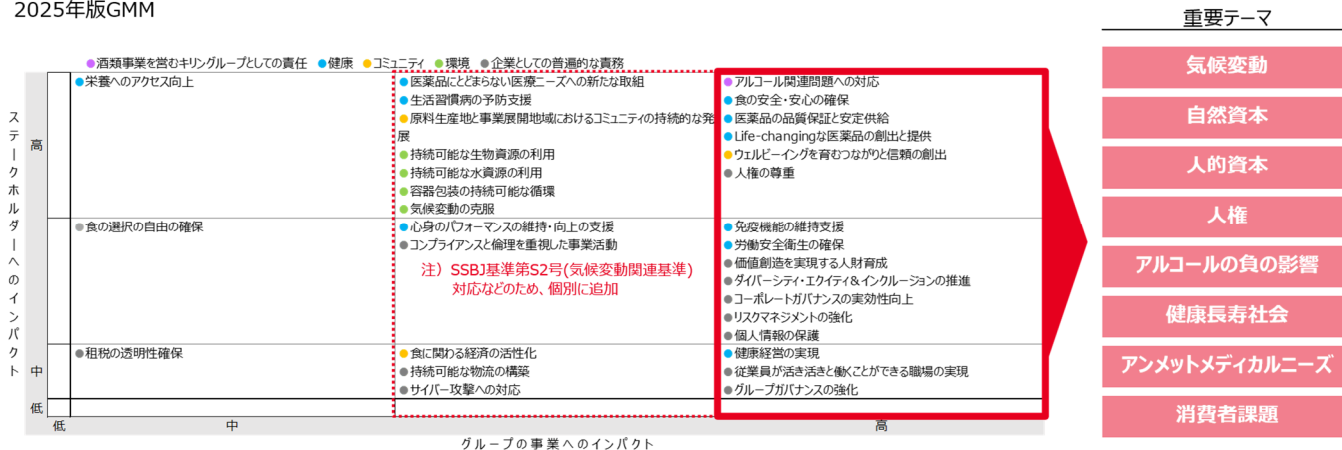 2025年版GMM
●酒類事業を営むキリングループとしての責任 ●健康 ●コミュニティ ●環境 ●企業としての普遍的な責務
ステークホルダーへのインパクト
高
●栄養へのアクセス向上
●医薬品にとどまらない医療ニーズへの新たな取組
●生活習慣病の予防支援
●原料生産地と事業展開地域におけるコミュニティの持続的な発
展
●持続可能な生物資源の利用
●持続可能な水資源の利用
●容器包装の持続可能な循環
●気候変動の克服
●アルコール関連問題への対応
●食の安全・安心の確保
●医薬品の品質保証と安定供給
●Life-changingな医薬品の創出と提供
●ウェルビーイングを育むつながりと信頼の創出
●人権の尊重
●食の選択の自由の確保
●心身のパフォーマンスの維持・向上の支援
●コンプライアンスと倫理を重視した事業活動
注）SSBJ基準第S2号(気候変動関連基準)
対応などのため、個別に追加
●免疫機能の維持支援
●労働安全衛生の確保
●価値創造を実現する人財育成
●ダイバーシティ・エクイティ＆インクルージョンの推進
●コーポレートガバナンスの実効性向上
●リスクマネジメントの強化
●個人情報の保護
中
●租税の透明性確保
●食に関わる経済の活性化
●持続可能な物流の構築
●サイバー攻撃への対応
●健康経営の実現
●従業員が活き活きと働くことができる職場の実現
●グループガバナンスの強化
低
低
中
高
グループの事業へのインパクト
重要テーマ
気候変動
自然資本
人的資本
人権
アルコールの負の影響
健康長寿社会
アンメットメディカルニーズ
消費者課題